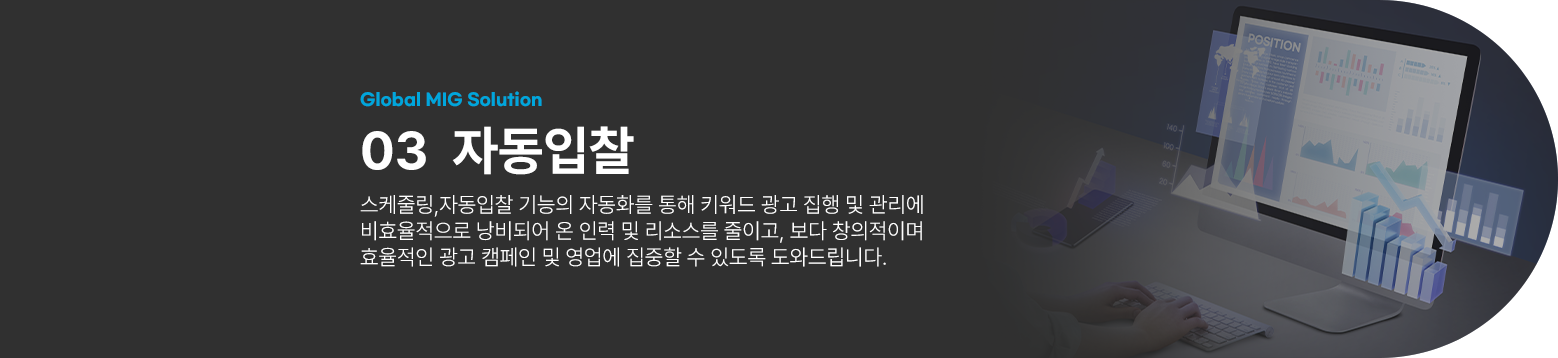 Global MIG Solution
03 자동입찰
스케줄링,자동입찰 기능의 자동화를 통해 키워드 광고 집행 및 관리에
비효율적으로 낭비되어 온 인력 및 리소스를 줄이고, 보다 창의적이며
효율적인 광고 캠페인 및 영업에 집중할 수 있도록 도와드립니다.
POSITION
140